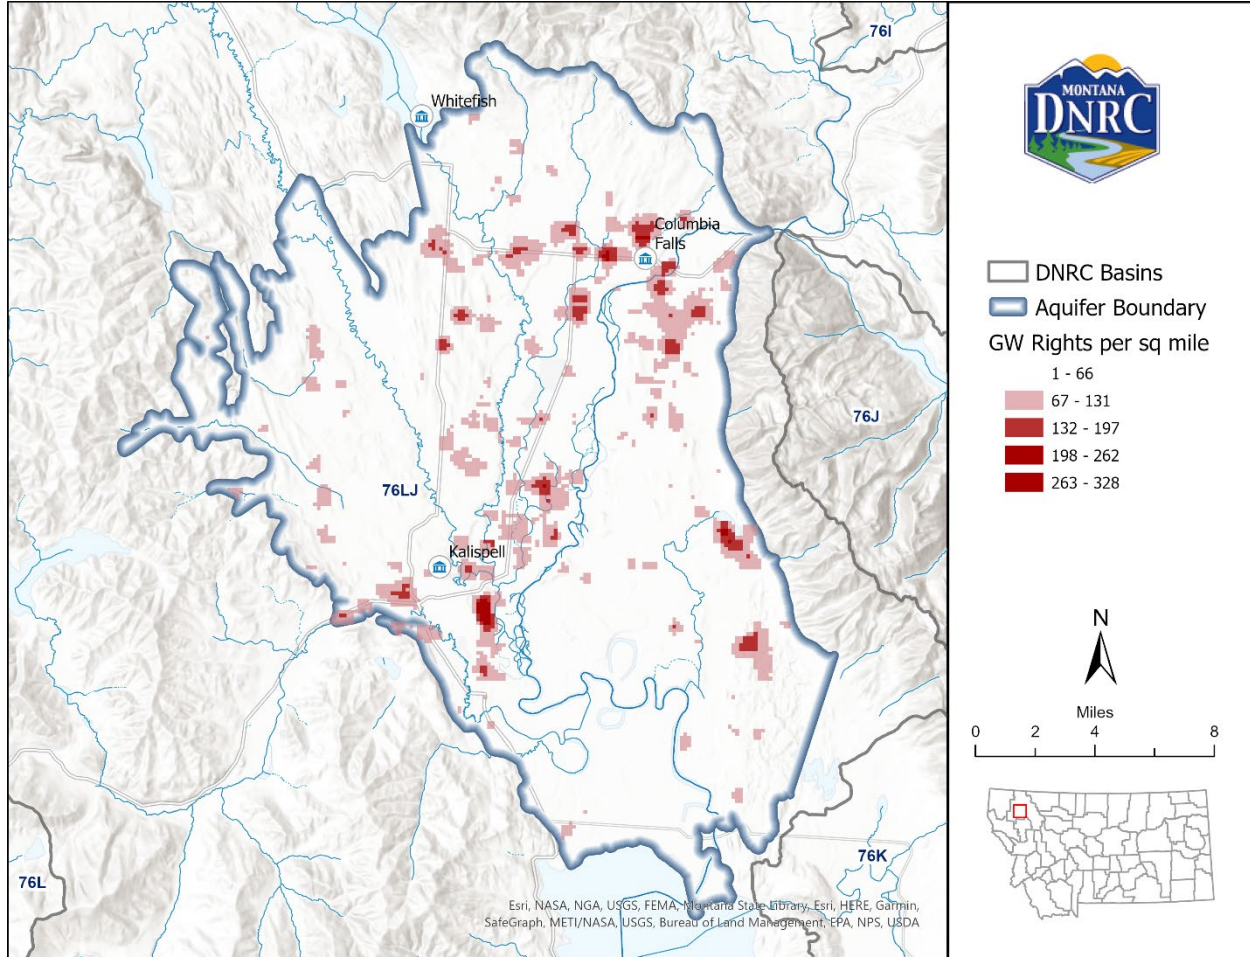 76I
Whitefish
Columbia
Falls
76J
76LJ
Kalispell
76L
76K
Esri, NASA, NGA, USGS, FEMA, Montana State Library, Esri, HERE, Garmin,
SafeGraph, METI/NASA, USGS, Bureau of Land Management, EPA, NPS, USDA
MONTANA
DNRC
DNRC Basins
Aquifer Boundary
GW Rights per sq mile
1 - 66
67 - 131
132 - 197
198 - 262
263 - 328
N
Miles
0 2 4 8